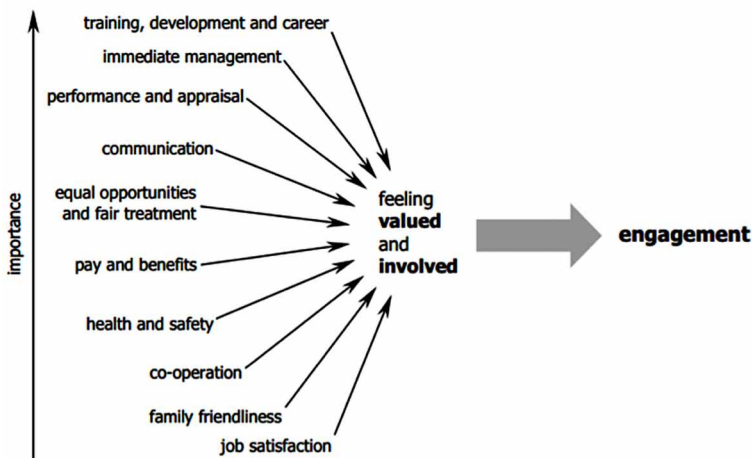 training, development and career
immediate management
performance and appraisal
communication
equal opportunities
and fair treatment
pay and benefits
health and safety
co-operation
family friendliness
job satisfaction
importance
feeling
valued
and
involved
engagement